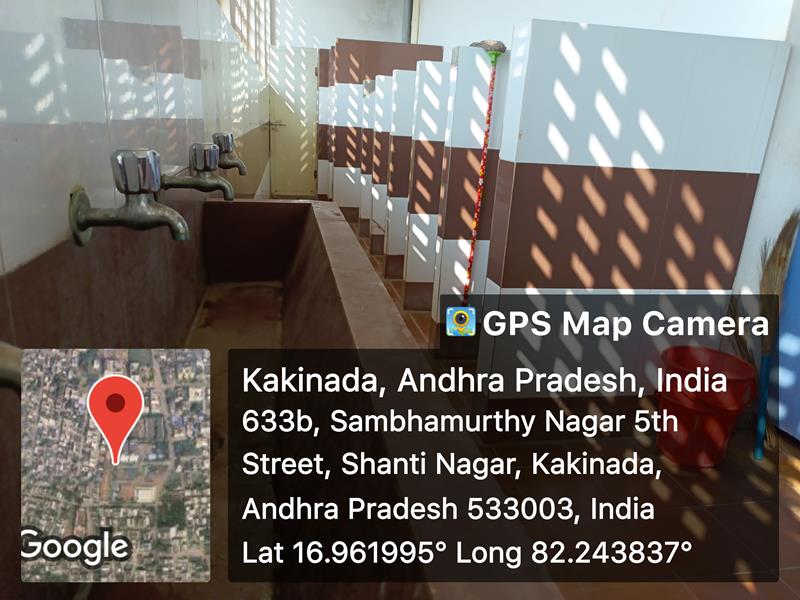 GPS Map Camera
Kakinada, Andhra Pradesh, India
633b, Sambhamurthy Nagar 5th
Street, Shanti Nagar, Kakinada,
Andhra Pradesh 533003, India
Lat 16.961995° Long 82.243837°
Google